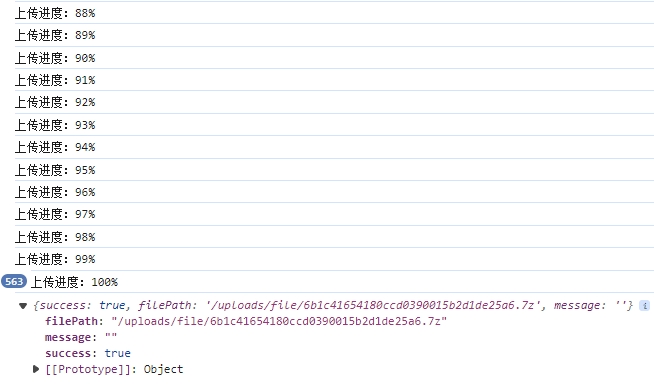 上传进度：88%
上传进度：89%
上传进度：90%
上传进度：91%
上传进度：92%
上传进度：93%
上传进度：94%
上传进度：95%
上传进度：96%
上传进度：97%
上传进度：98%
上传进度：99%
563 上传进度：100%
{success: true, filePath: '/uploads/file/6b1c41654180ccd0390015b2d1de25a6.7z', message: ''} i
filePath: "/uploads/file/6b1c41654180ccd0390015b2d1de25a6.7z"
message: ""
success: true
[[Prototype]]: Object